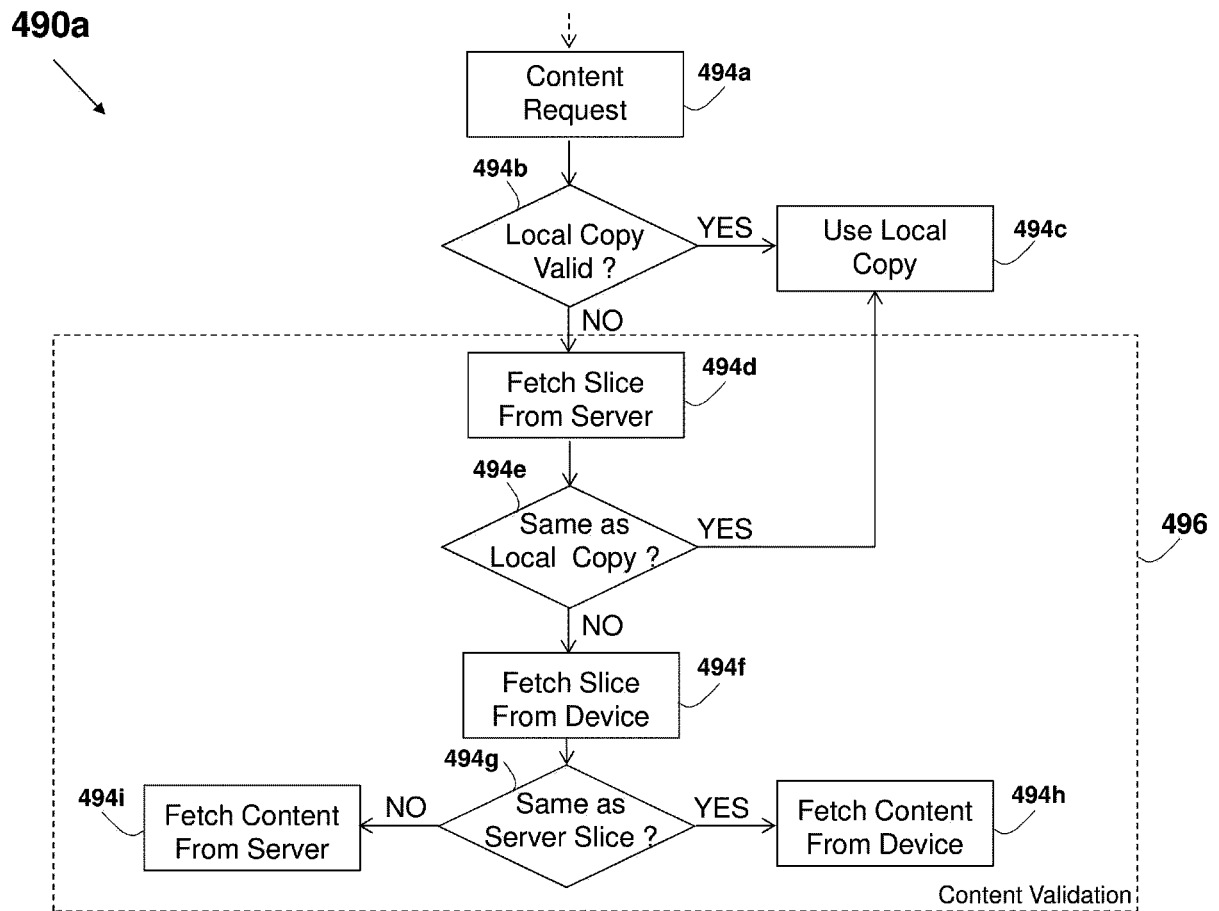 490a
Content
Request
494a
494b
Local Copy
Valid ?
YES
Use Local
Copy
494c
NO
Fetch Slice
From Server
494d
494e
Same as
Local Copy ?
YES
496
NO
Fetch Slice
From Device
494f
494g
Same as
Server Slice ?
NO
YES
494i
Fetch Content
From Server
Fetch Content
From Device
494h
Content Validation